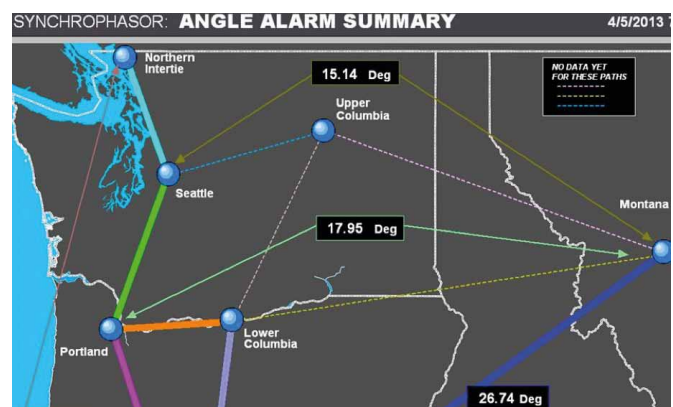 SYNCHROPHASOR: ANGLE ALARM SUMMARY 4/5/2013 7
Northern
Intertie
15.14 Deg
NO DATA YET
FOR THESE PATHS
Upper
Columbia
Seattle
Montana
17.95 Deg
Lower
Columbia
Portland
26.74 Deg